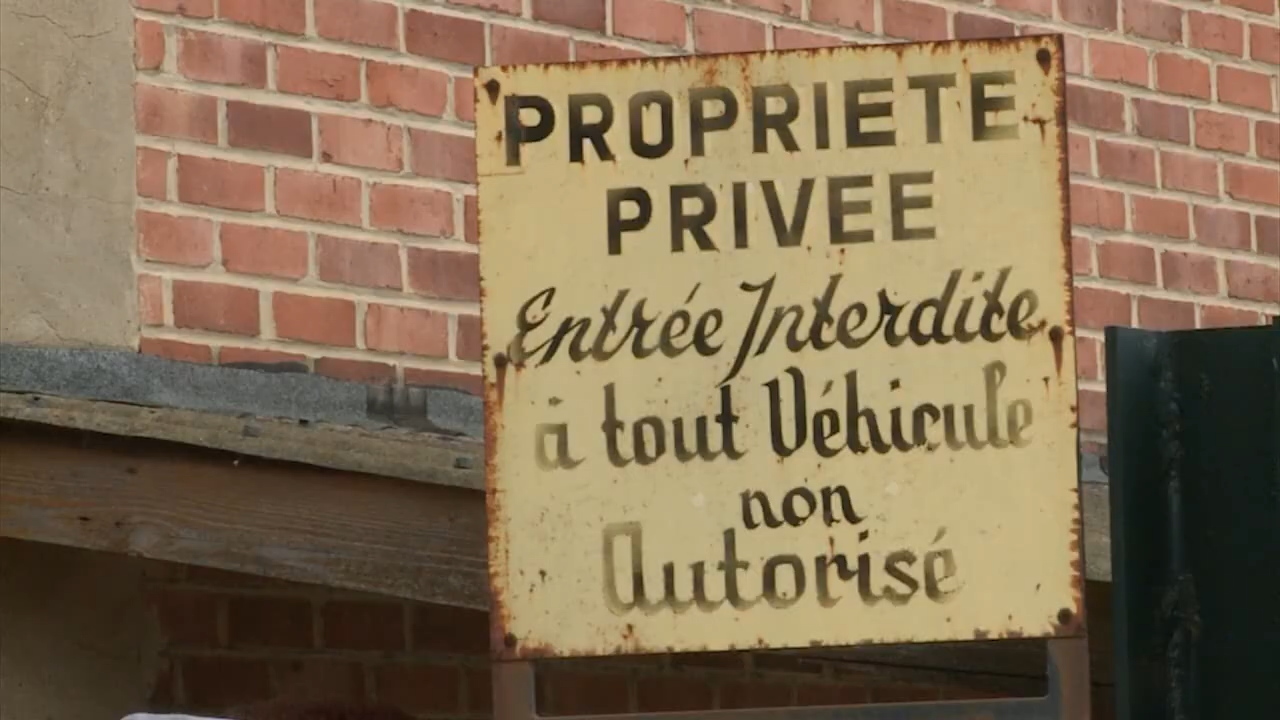 PROPRIETE
PRIVEE
Entrée Interdite
à tout Véhicule
non
Autorisé